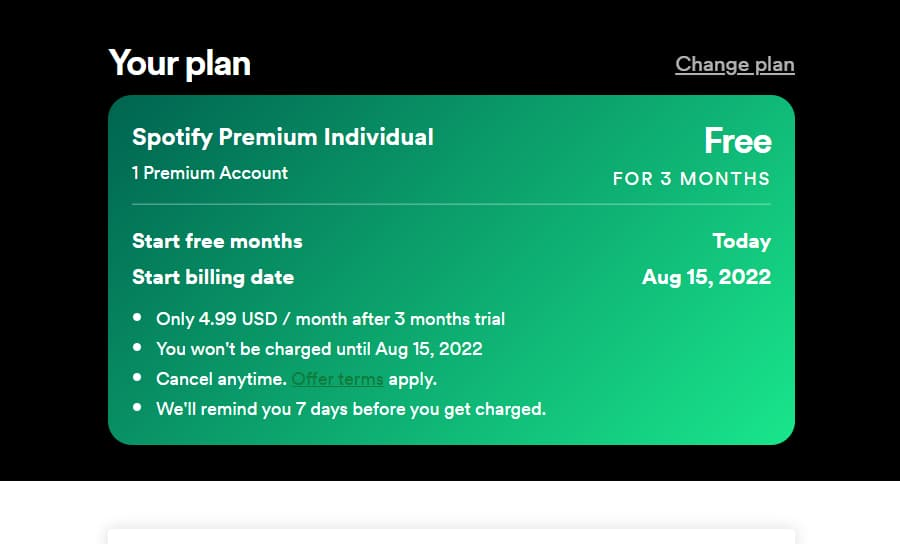 Your plan
Change plan
Spotify Premium Individual
Free
1 Premium Account
FOR 3 MONTHS
Start free months
Today
Start billing date
Aug 15, 2022
Only 4.99 USD / month after 3 months trial
You won't be charged until Aug 15, 2022
Cancel anytime. Offer terms apply.
We'll remind you 7 days before you get charged.